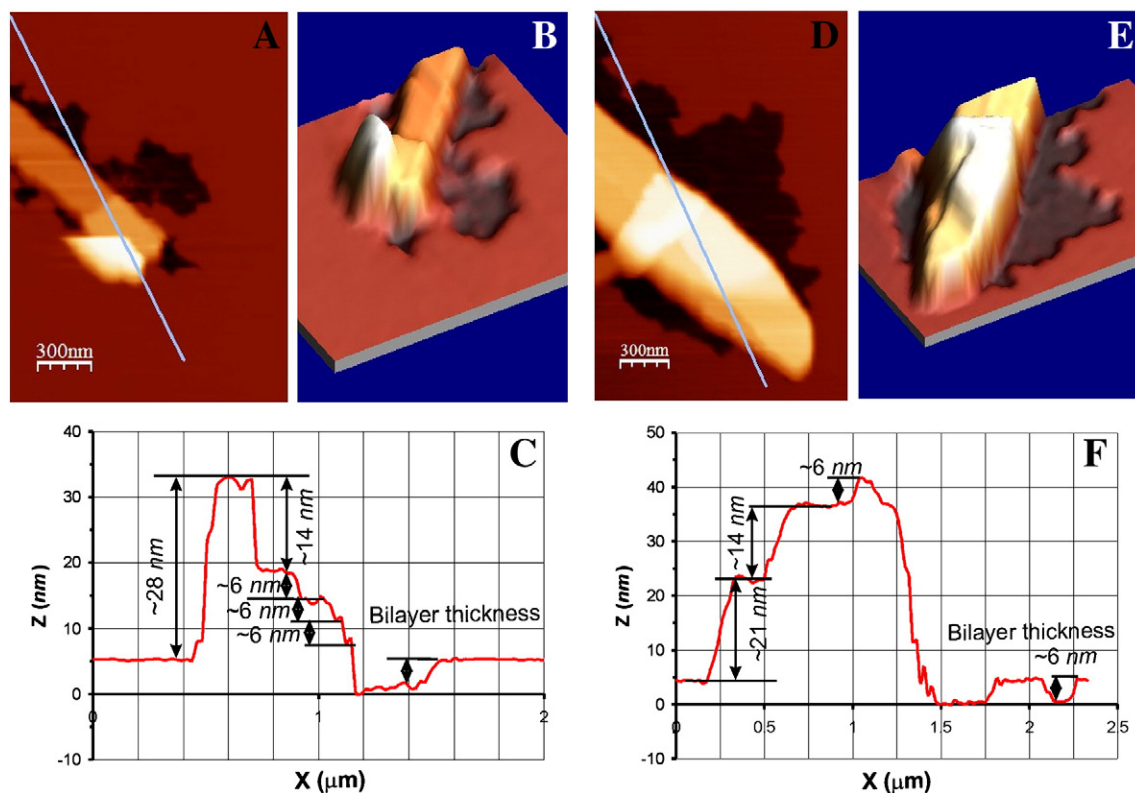 A
B
D
E
300nm
300nm
C
40
30
20
10
0
-10
0
1
2
Z (nm)
X (µm)
~28 nm
~14 nm
~6 nm
~6 nm
~6 nm
Bilayer thickness
F
50
40
30
20
10
0
-10
0
0.5
1
1.5
2
2.5
Z (nm)
X (µm)
~6 nm
~14 nm
~21 nm
Bilayer thickness
~6 nm